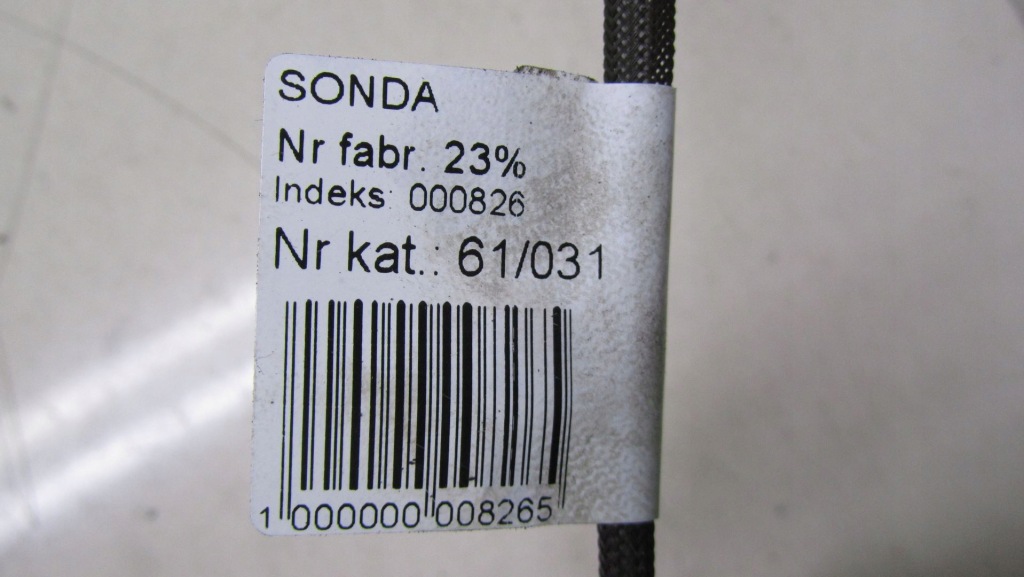 SONDA
Nr fabr. 23%
Indeks: 000826
Nr kat.: 61/031
1 000000 008265